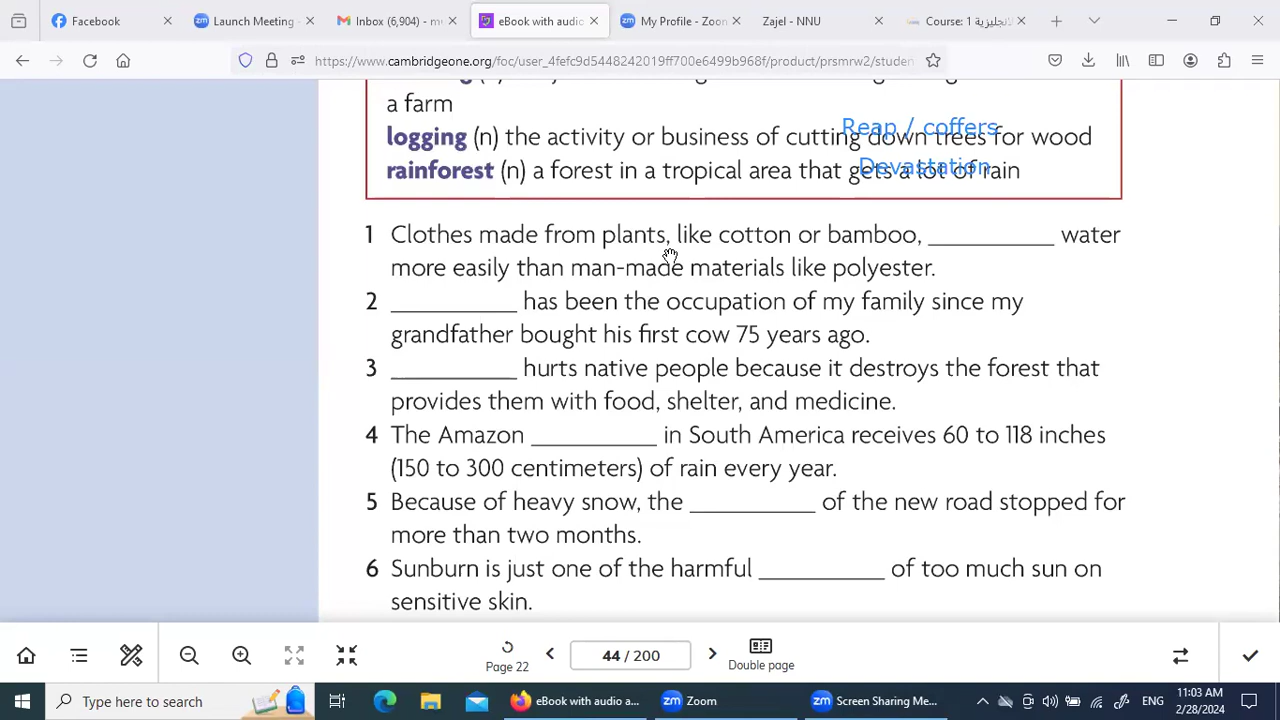 Facebook
Launch Meeting -
Inbox (6,904) -
eBook with audio
My Profile - Zoom
Zajel - NNU
Course: 1 الانجليزية
https://www.cambridgeone.org/foc/user_4fefc9d5448242019ff700e6499b968f/product/prsmrw2/studen
a farm
logging (n) the activity or business of cutting down trees for wood
Reap / coffers
rainforest (n) a forest in a tropical area that gets a lot of rain
Devastation
1 Clothes made from plants, like cotton or bamboo, __________ water
more easily than man-made materials like polyester.
2 __________ has been the occupation of my family since my
grandfather bought his first cow 75 years ago.
3 __________ hurts native people because it destroys the forest that
provides them with food, shelter, and medicine.
4 The Amazon __________ in South America receives 60 to 118 inches
(150 to 300 centimeters) of rain every year.
5 Because of heavy snow, the __________ of the new road stopped for
more than two months.
6 Sunburn is just one of the harmful __________ of too much sun on
sensitive skin.
Page 22
44 / 200
Double page
Type here to search
eBook with audio a...
Zoom
Screen Sharing Me...
ENG
11:03 AM
2/28/2024